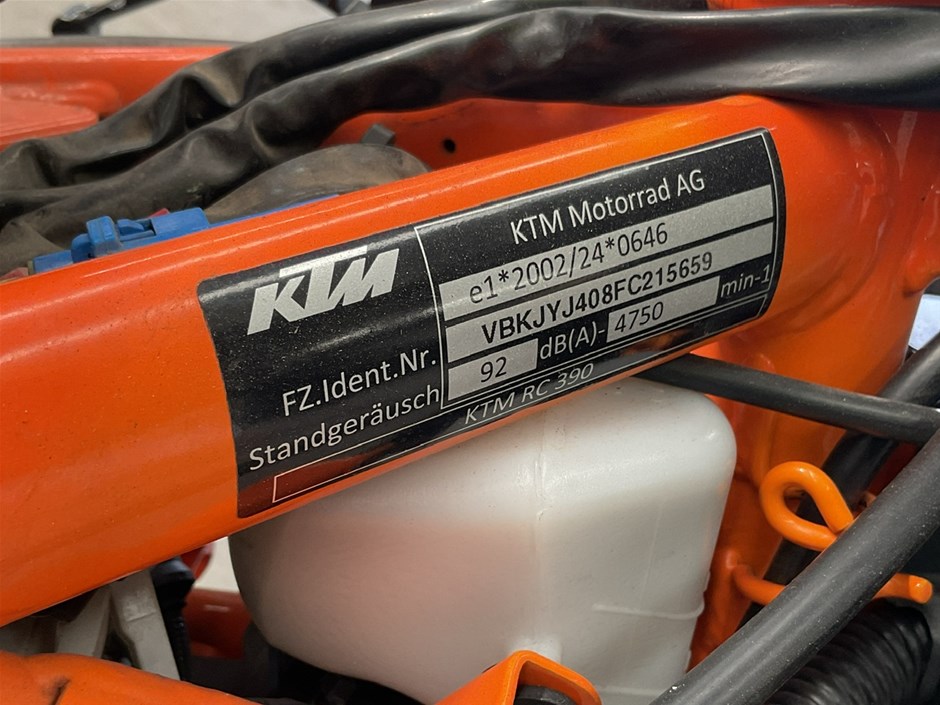 KTM
KTM Motorrad AG
e1*2002/24*0646
FZ.Ident.Nr. VBKJYJ408FC215659
Standgeräusch 92 dB(A)- 4750 min-1
KTM RC 390